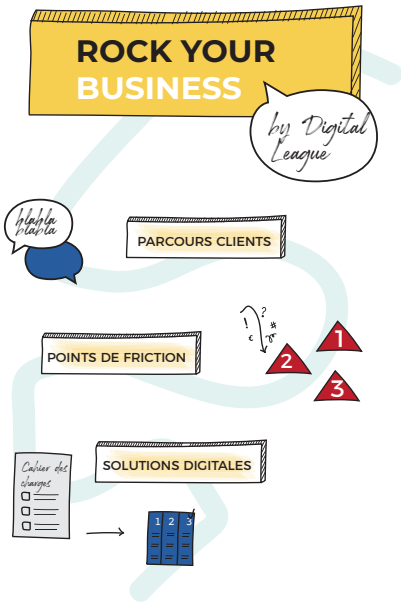 ROCK YOUR
BUSINESS
by Digital
League
blabla
blabla
PARCOURS CLIENTS
! ?
€ #
POINTS DE FRICTION
1
2
3
SOLUTIONS DIGITALES
Cahier des
charges
1 2 3